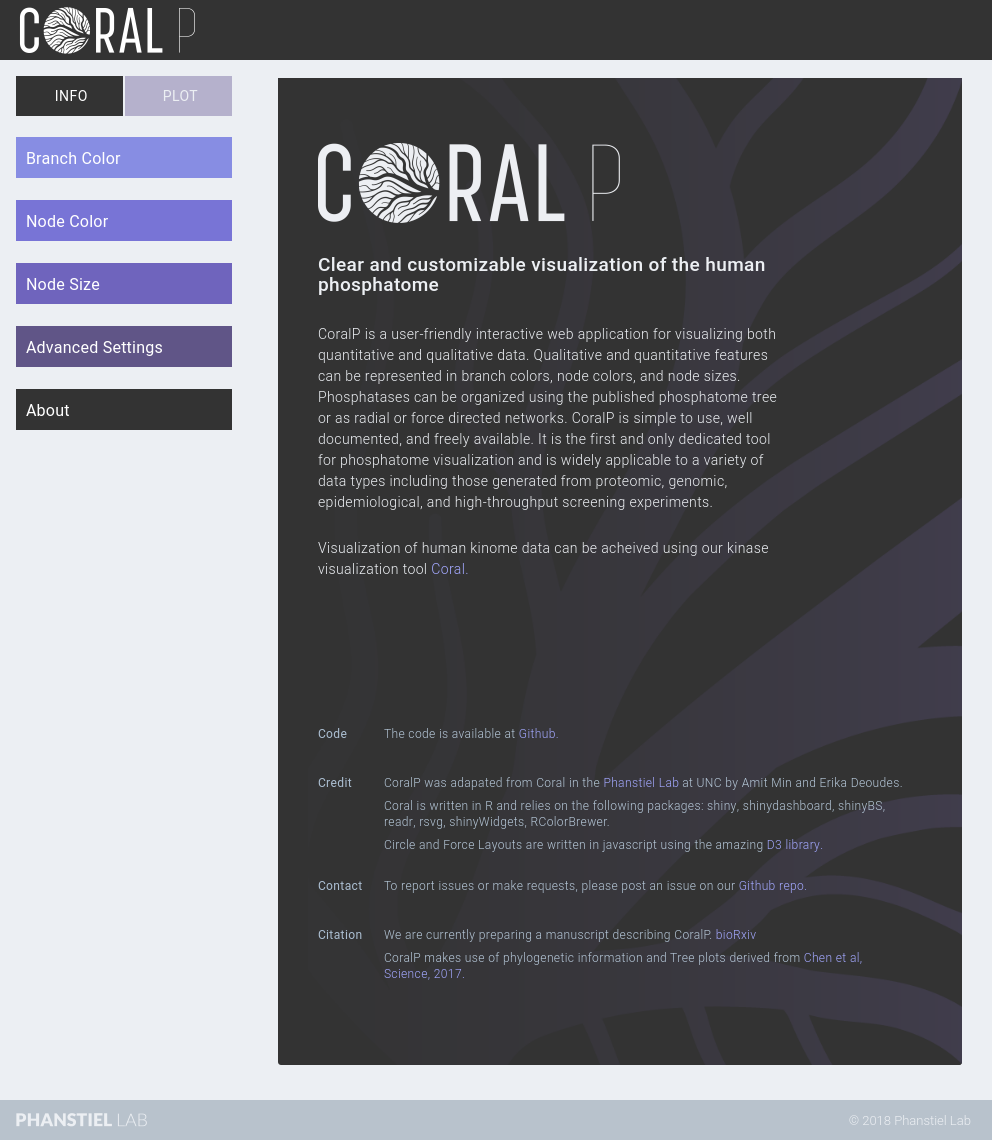 CORAL P
INFO
PLOT
Branch Color
Node Color
Node Size
Advanced Settings
About
CORAL P
Clear and customizable visualization of the human
phosphatome
CoralP is a user-friendly interactive web application for visualizing both
quantitative and qualitative data. Qualitative and quantitative features
can be represented in branch colors, node colors, and node sizes.
Phosphatases can be organized using the published phosphatome tree
or as radial or force directed networks. CoralP is simple to use, well
documented, and freely available. It is the first and only dedicated tool
for phosphatome visualization and is widely applicable to a variety of
data types including those generated from proteomic, genomic,
epidemiological, and high-throughput screening experiments.
Visualization of human kinome data can be acheived using our kinase
visualization tool Coral.
Code
The code is available at Github.
Credit
CoralP was adapated from Coral in the Phanstiel Lab at UNC by Amit Min and Erika Deoudes.
Coral is written in R and relies on the following packages: shiny, shinydashboard, shinyBS,
readr, rsvg, shinyWidgets, RColorBrewer.
Circle and Force Layouts are written in javascript using the amazing D3 library.
Contact
To report issues or make requests, please post an issue on our Github repo.
Citation
We are currently preparing a manuscript describing CoralP. bioRxiv
CoralP makes use of phylogenetic information and Tree plots derived from Chen et al,
Science, 2017.
PHANSTIEL LAB
© 2018 Phanstiel Lab